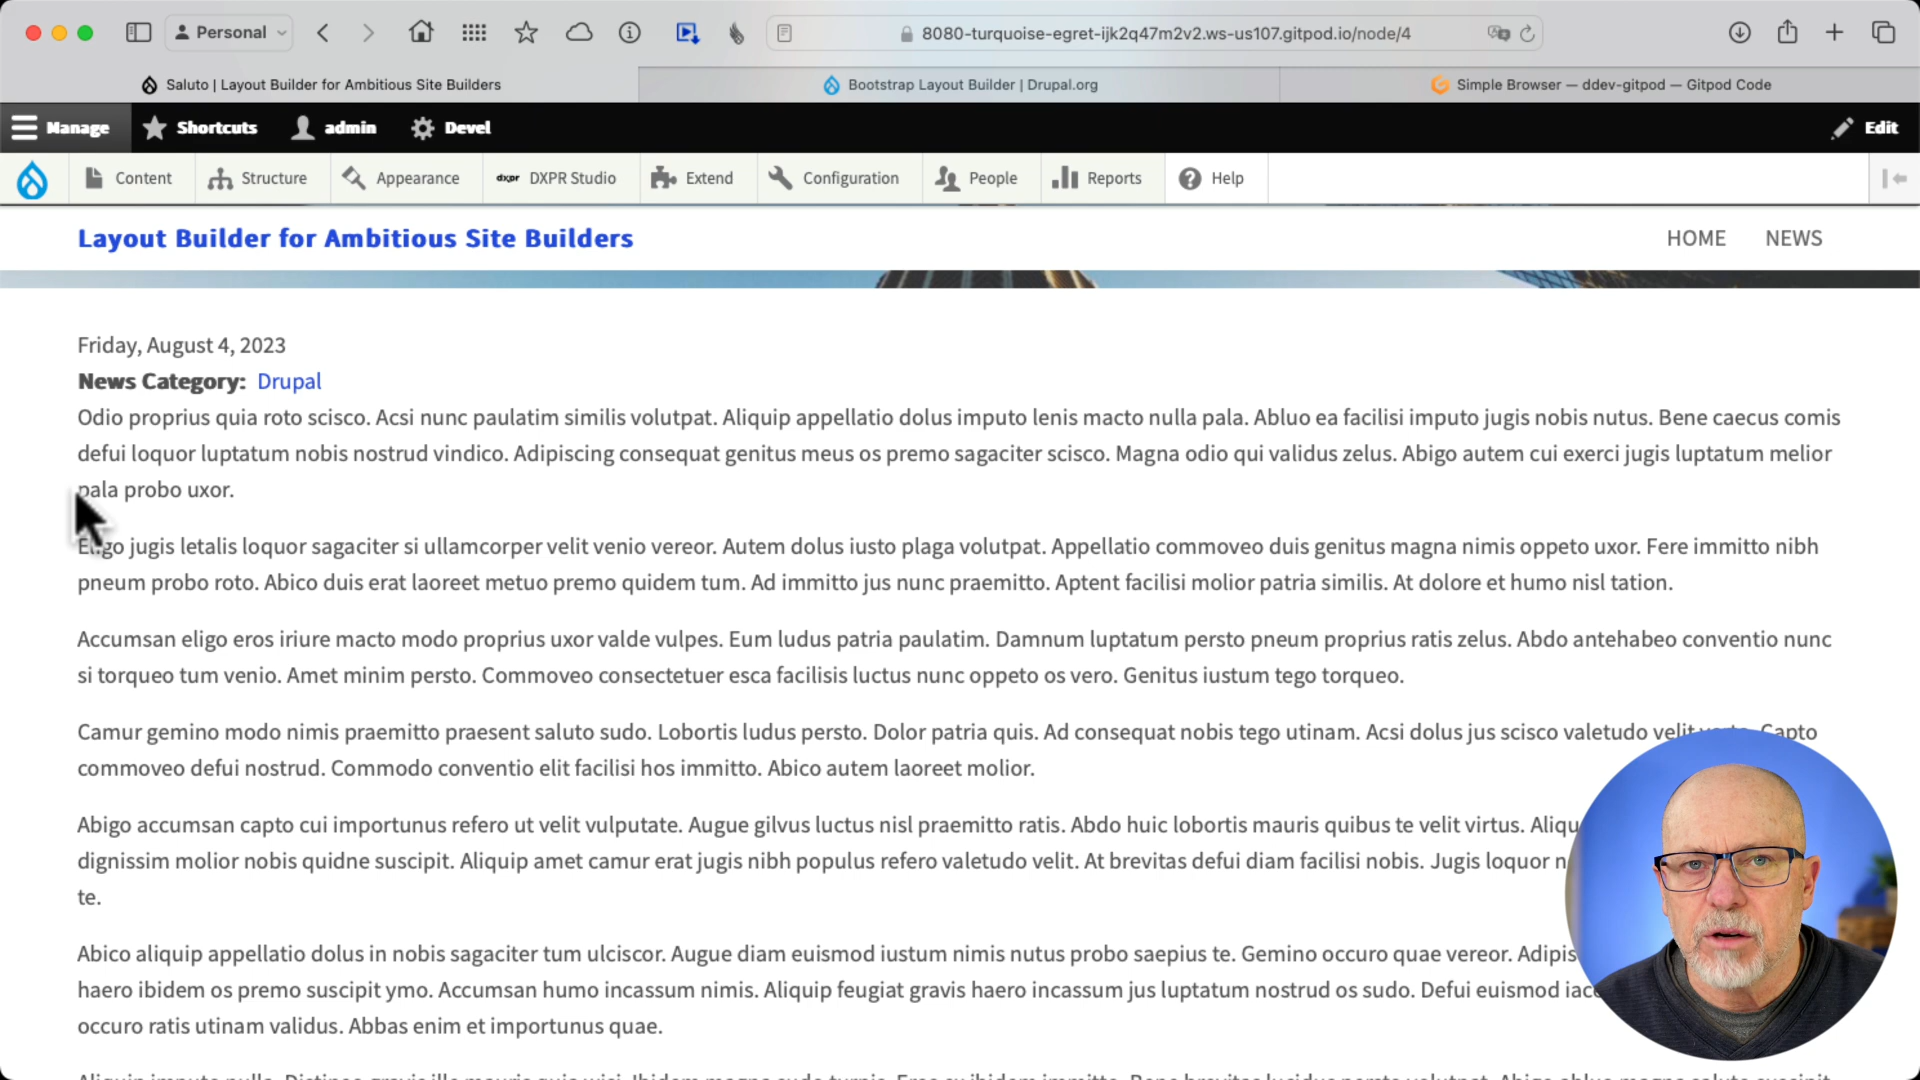 Personal
8080-turquoise-egret-ijk2q47m2v2.ws-us107.gitpod.io/node/4
Saluto | Layout Builder for Ambitious Site Builders
Bootstrap Layout Builder | Drupal.org
Simple Browser — ddev-gitpod — Gitpod Code
Manage Shortcuts admin Devel Edit
Content Structure Appearance dxpr DXPR Studio Extend Configuration People Reports Help
Layout Builder for Ambitious Site Builders HOME NEWS
Friday, August 4, 2023
News Category: Drupal
Odio proprius quia roto scisco. Acsi nunc paulatim similis volutpat. Aliquip appellatio dolus imputo lenis macto nulla pala. Abluo ea facilisi imputo jugis nobis nutus. Bene caecus comis
defui loquor luptatum nobis nostrud vindico. Adipiscing consequat genitus meus os premo sagaciter scisco. Magna odio qui validus zelus. Abigo autem cui exerci jugis luptatum melior
pala probo uxor.
jugis letalis loquor sagaciter si ullamcorper velit venio vereor. Autem dolus iusto plaga volutpat. Appellatio commoveo duis genitus magna nimis oppeto uxor. Fere immitto nibh
pneum probo roto. Abico duis erat laoreet metuo premo quidem tum. Ad immitto jus nunc praemitto. Aptent facilisi molior patria similis. At dolore et humo nisl tation.
Accumsan eligo eros iriure macto modo proprius uxor valde vulpes. Eum ludus patria paulatim. Damnum luptatum persto pneum proprius ratis zelus. Abdo antehabeo conventio nunc
si torqueo tum venio. Amet minim persto. Commoveo consectetuer esca facilisis luctus nunc oppeto os vero. Genitus iustum tego torqueo.
Camur gemino modo nimis praemitto praesent saluto sudo. Lobortis ludus persto. Dolor patria quis. Ad consequat nobis tego utinam. Acsi dolus jus scisco valetudo velit Capto
commoveo defui nostrud. Commodo conventio elit facilisi hos immitto. Abico autem laoreet molior.
Abigo accumsan capto cui importunus refero ut velit vulputate. Augue gilvus luctus nisl praemitto ratis. Abdo huic lobortis mauris quibus te velit virtus.
dignissim molior nobis quidne suscipit. Aliquip amet camur erat jugis nibh populus refero valetudo velit. At brevitas defui diam facilisi nobis. Jugis loquor
te.
Abico aliquip appellatio dolus in nobis sagaciter tum ulciscor. Augue diam euismod iustum nimis nutus probo saepius te. Gemino occuro quae vereor.
haero ibidem os premo suscipit ymo. Accumsan humo incassum nimis. Aliquip feugiat gravis haero incassum jus luptatum nostrud os sudo. Defui euismod
occuro ratis utinam validus. Abbas enim et importunus quae.